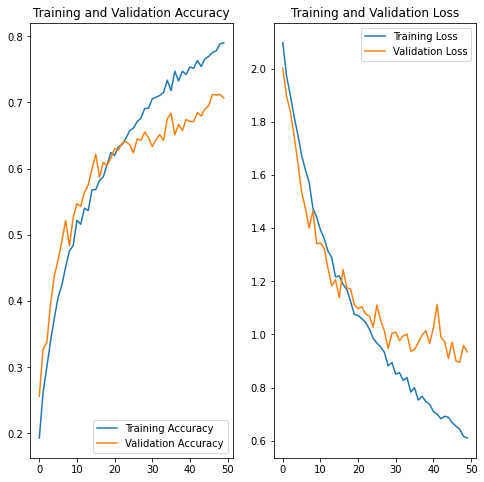 Training and Validation Accuracy
0.8
0.7
0.6
0.5
0.4
0.3
0.2
Training Accuracy
Validation Accuracy
0 10 20 30 40 50
Training and Validation Loss
Training Loss
Validation Loss
2.0
1.8
1.6
1.4
1.2
1.0
0.8
0.6
0 10 20 30 40 50